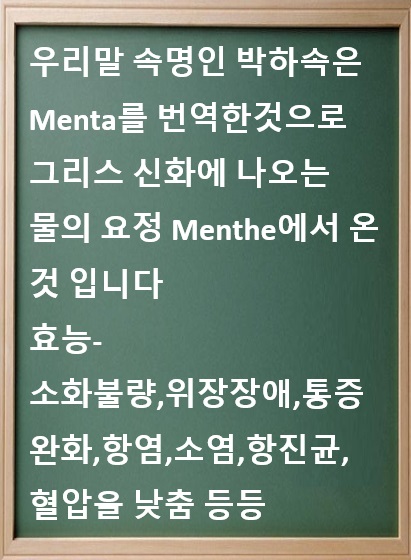 우리말 속명인 박하속은
Menta를 번역한것으로
그리스 신화에 나오는
물의 요정 Menthe에서 온
것 입니다
효능-
소화불량,위장장애,통증
완화,항염,소염,항진균,
혈압을 낮춤 등등